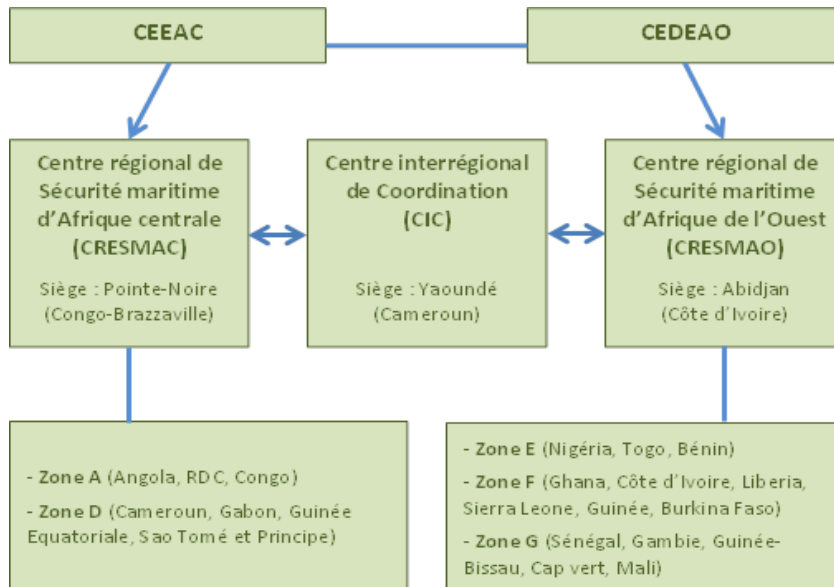 CEEAC
CEDEAO
Centre régional de
Sécurité maritime
d'Afrique centrale
(CRESMAC)
Siège : Pointe-Noire
(Congo-Brazzaville)
Centre interrégional
de Coordination
(CIC)
Siège : Yaoundé
(Cameroun)
Centre régional de
Sécurité maritime
d'Afrique de l'Ouest
(CRESMAO)
Siège : Abidjan
(Côte d'Ivoire)
- Zone A (Angola, RDC, Congo)
- Zone D (Cameroun, Gabon, Guinée
Equatoriale, Sao Tomé et Principe)
- Zone E (Nigéria, Togo, Bénin)
- Zone F (Ghana, Côte d'Ivoire, Liberia,
Sierra Leone, Guinée, Burkina Faso)
- Zone G (Sénégal, Gambie, Guinée-
Bissau, Cap vert, Mali)